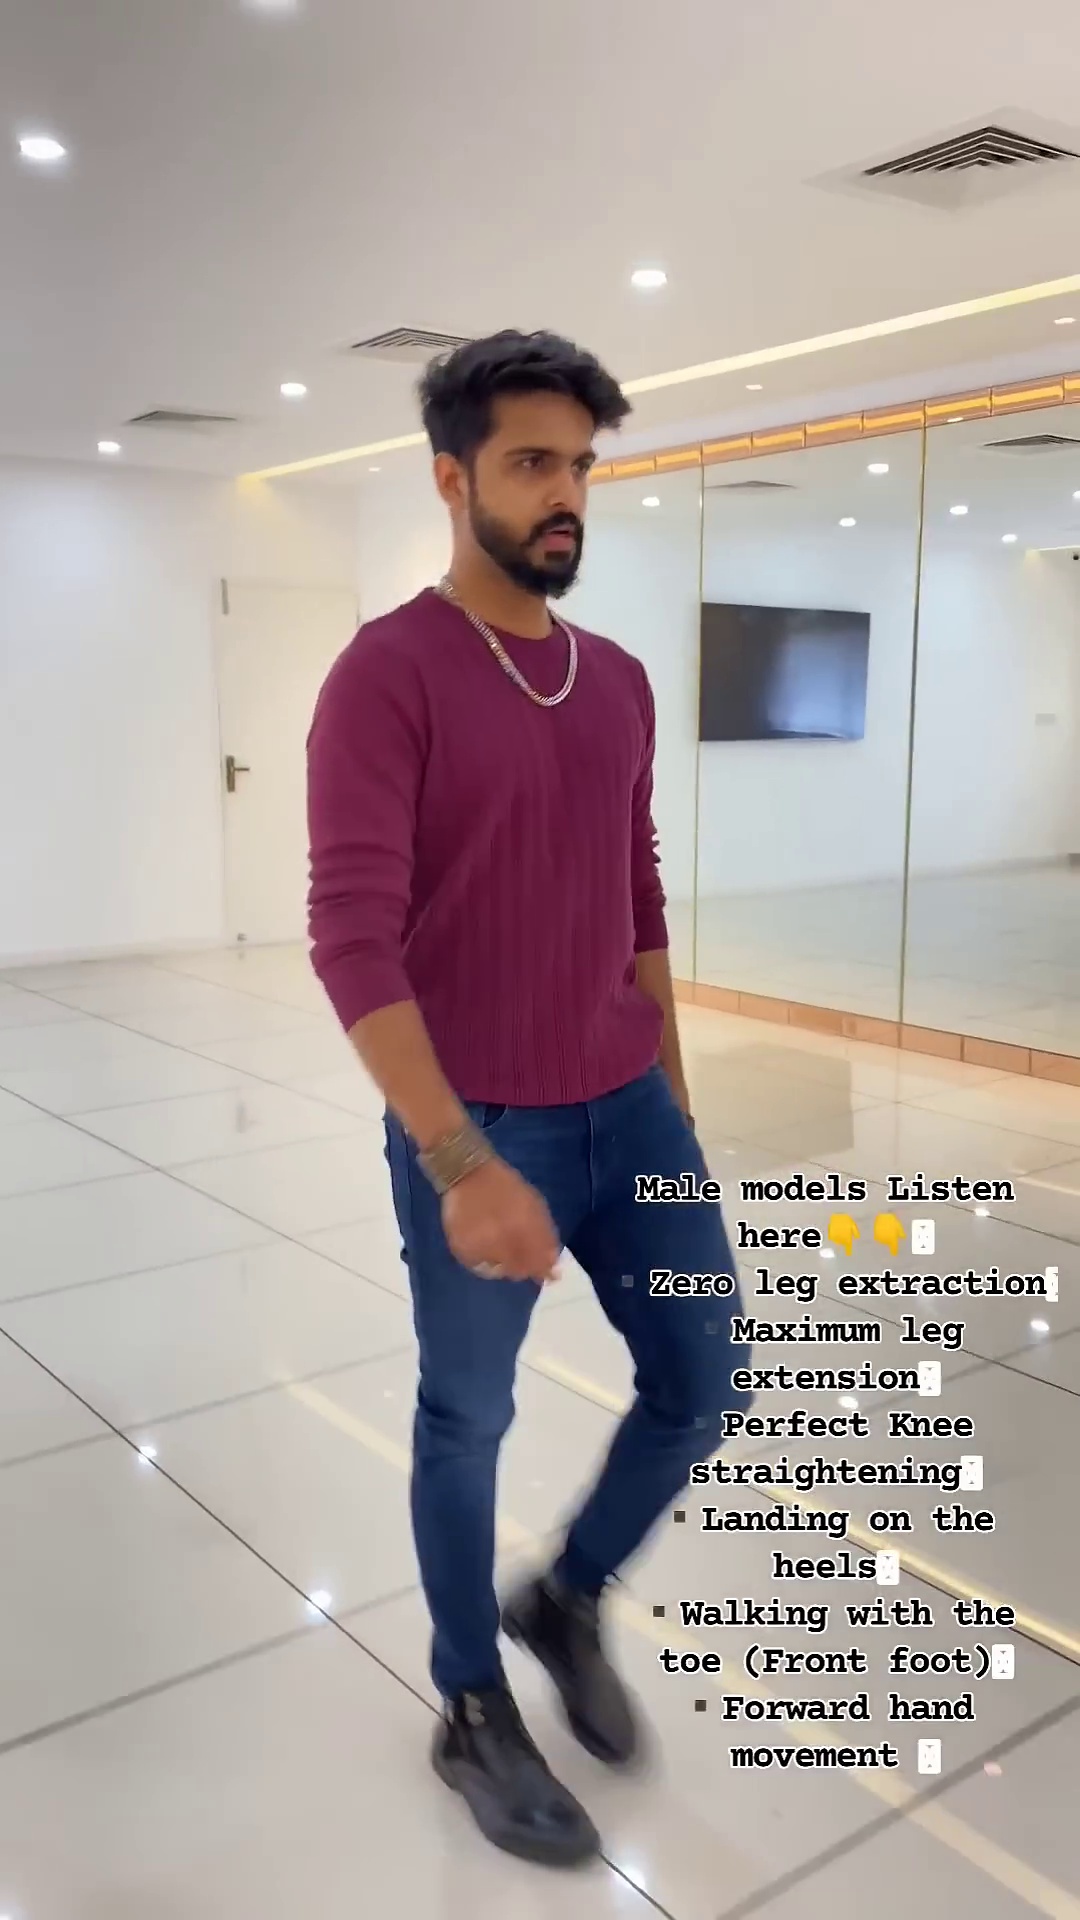 Male models Listen
here👇👇
▪ Zero leg extraction
▪ Maximum leg
extension
▪ Perfect Knee
straightening
▪ Landing on the
heels
▪ Walking with the
toe (Front foot)
▪ Forward hand
movement